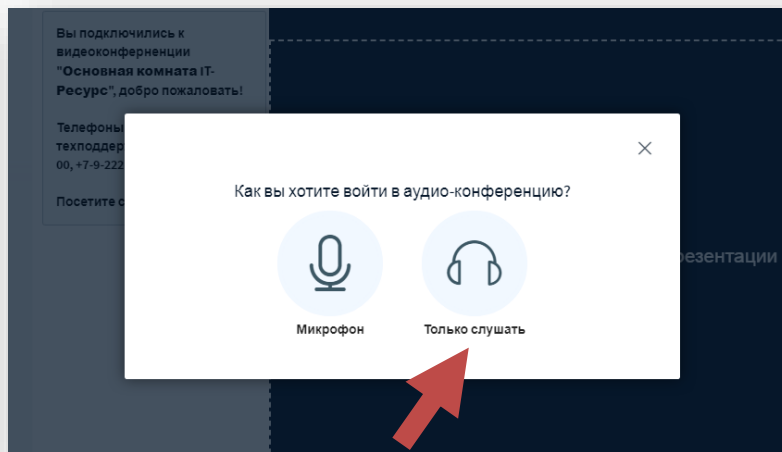 Вы подключились к
видеоконференции
"Основная комната IT-
Ресурс", добро пожаловать!
Телефоны
техподдер
00, +7-9-222
Посетите с
Как вы хотите войти в аудио-конференцию?
Микрофон
Только слушать
резентации